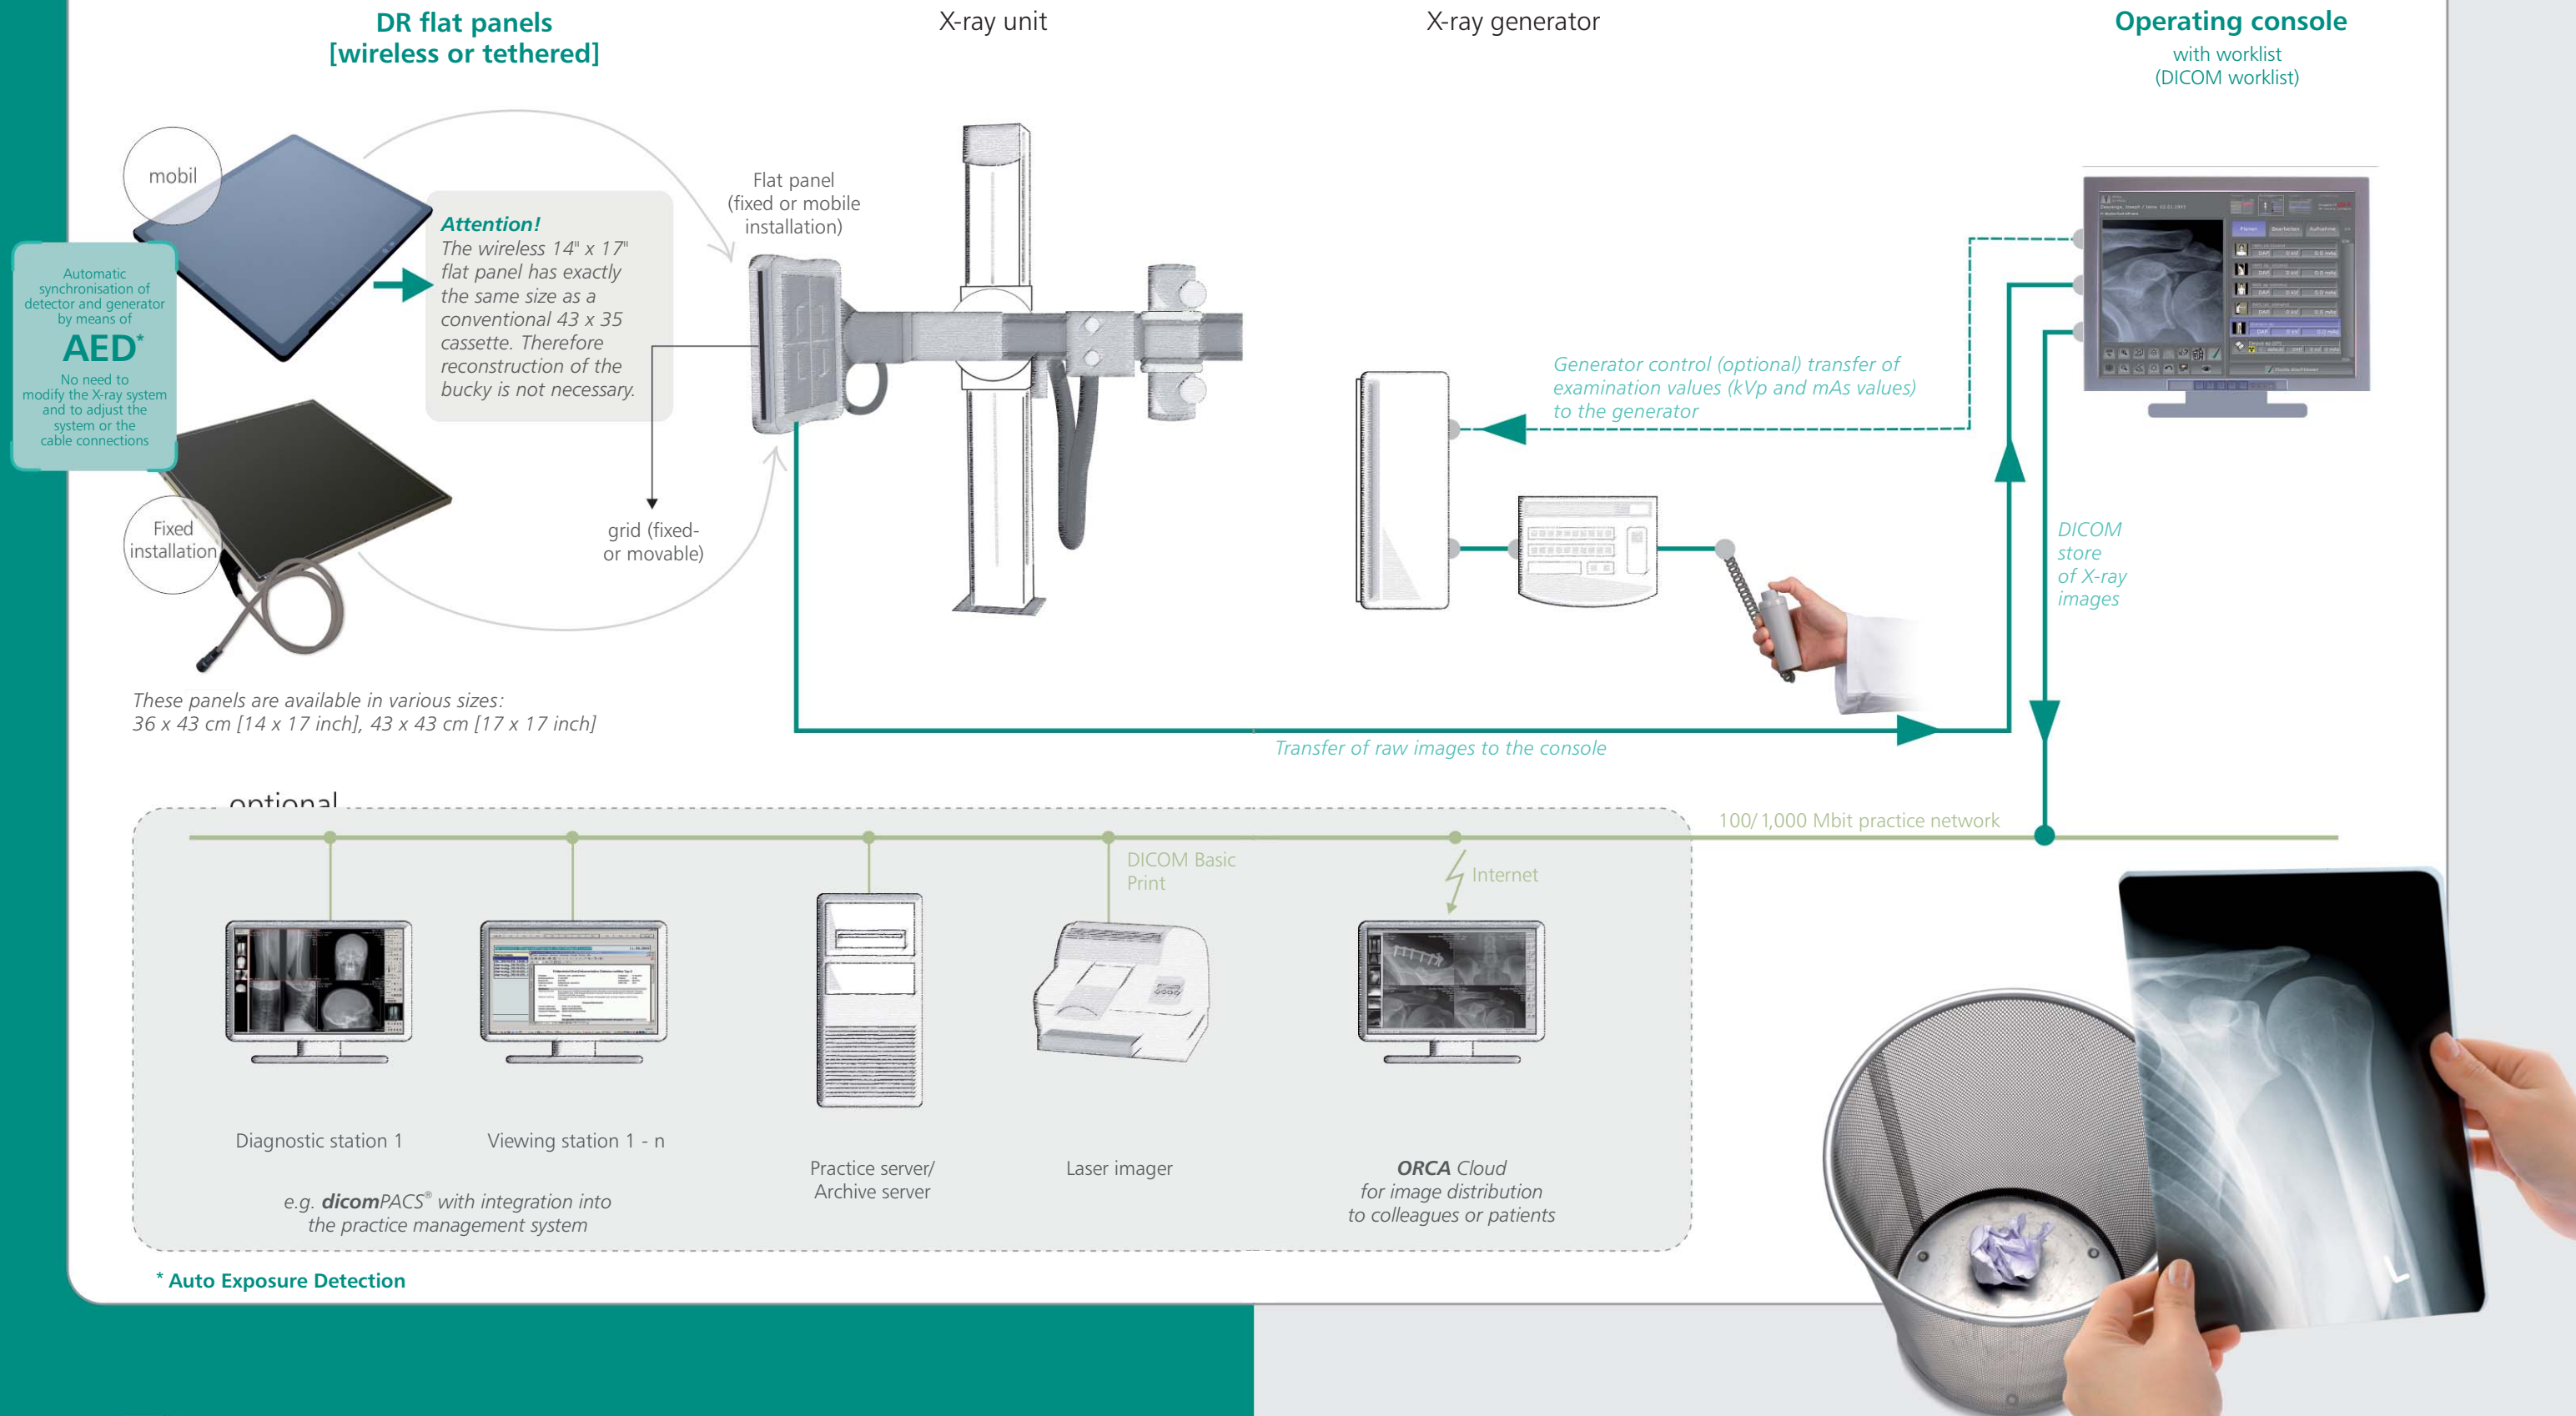 DR flat panels
[wireless or tethered]
X-ray unit
X-ray generator
Operating console
with worklist
(DICOM worklist)
mobil
Attention!
The wireless 14" x 17"
flat panel has exactly
the same size as a
conventional 43 x 35
cassette. Therefore
reconstruction of the
bucky is not necessary.
Automatic
synchronisation of
detector and generator
by means of
AED*
No need to
modify the X-ray system
and to adjust the
system or the
cable connections
Fixed
installation
Flat panel
(fixed or mobile
installation)
grid (fixed-
or movable)
Generator control (optional) transfer of
examination values (kVp and mAs values)
to the generator
Planen Bearbeiten Aufnahme
DICOM
store
of X-ray
images
These panels are available in various sizes:
36 x 43 cm [14 x 17 inch], 43 x 43 cm [17 x 17 inch]
Transfer of raw images to the console
optional
100/1,000 Mbit practice network
DICOM Basic
Print
Internet
Diagnostic station 1
Viewing station 1 - n
e.g. dicomPACS® with integration into
the practice management system
Practice server/
Archive server
Laser imager
ORCA Cloud
for image distribution
to colleagues or patients
* Auto Exposure Detection
L